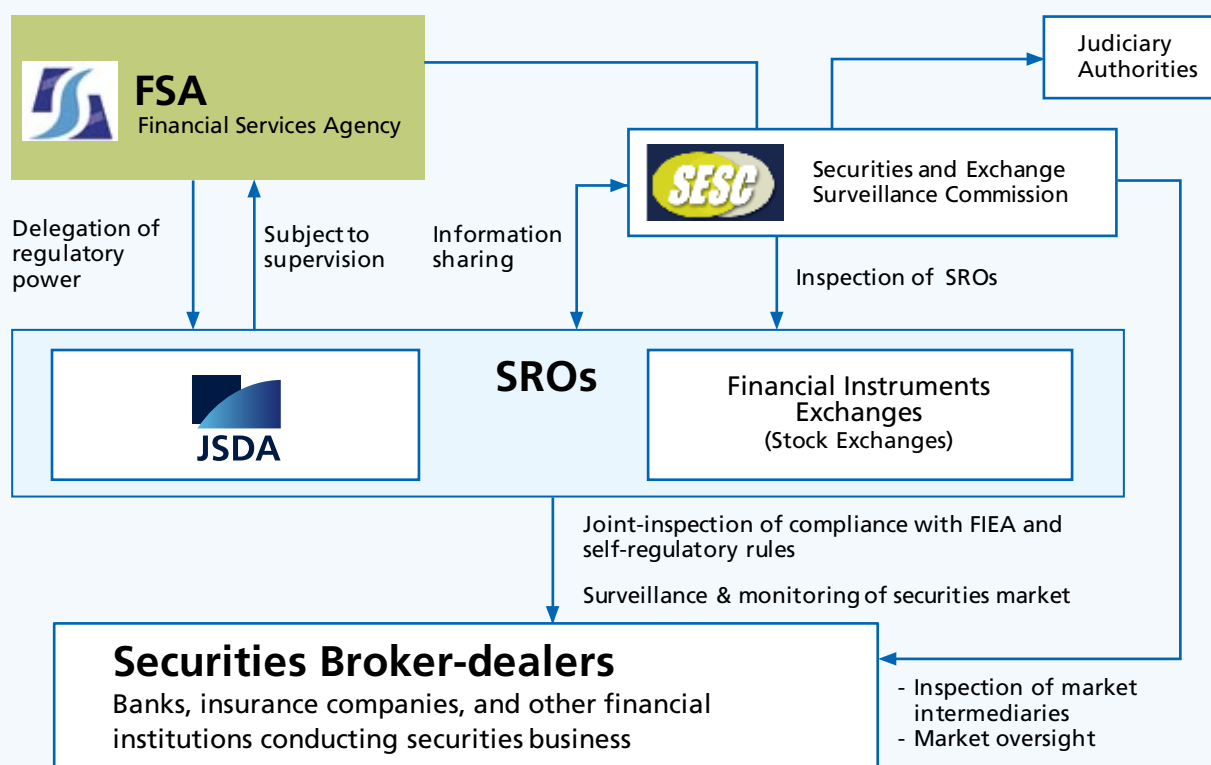 FSA
Financial Services Agency
Judiciary
Authorities
SESC
Securities and Exchange
Surveillance Commission
Delegation of
regulatory
power
Subject to
supervision
Information
sharing
Inspection of SROs
SROs
JSDA
Financial Instruments
Exchanges
(Stock Exchanges)
Joint-inspection of compliance with FIEA and
self-regulatory rules
Surveillance & monitoring of securities market
Securities Broker-dealers
Banks, insurance companies, and other financial
institutions conducting securities business
- Inspection of market
intermediaries
- Market oversight